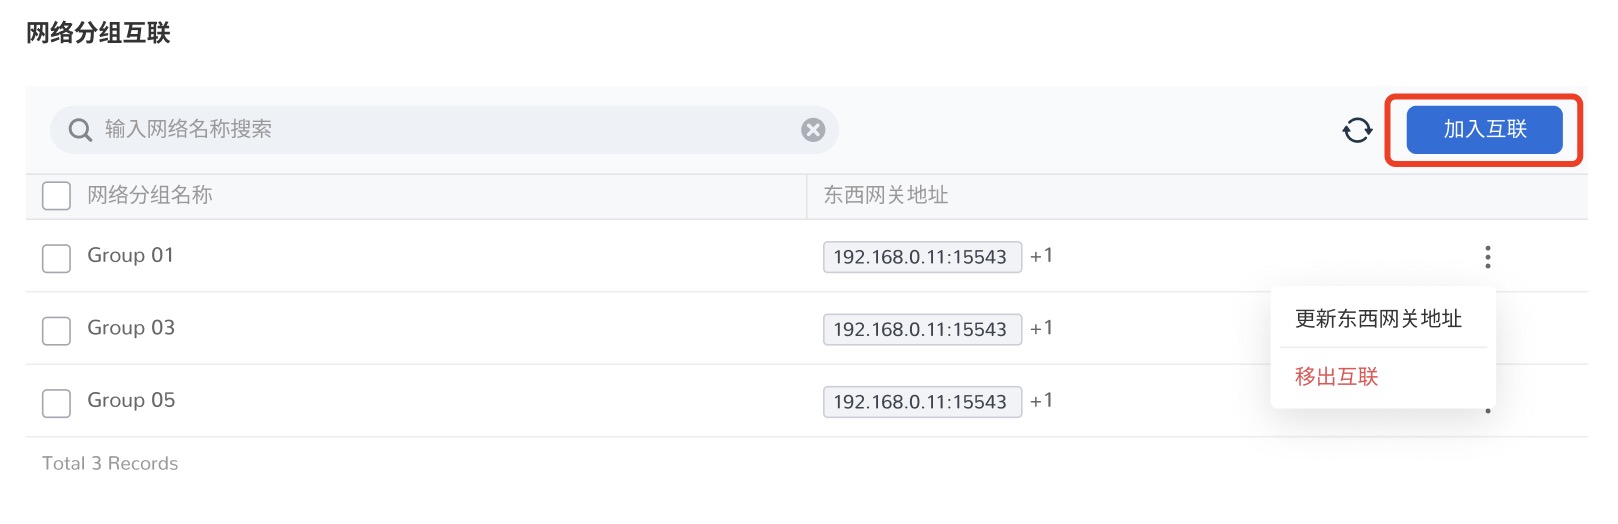 网络分组互联
输入网络名称搜索
加入互联
网络分组名称 东西网关地址
Group 01 192.168.0.11:15543 +1
更新东西网关地址
Group 03 192.168.0.11:15543 +1
移出互联
Group 05 192.168.0.11:15543 +1
Total 3 Records